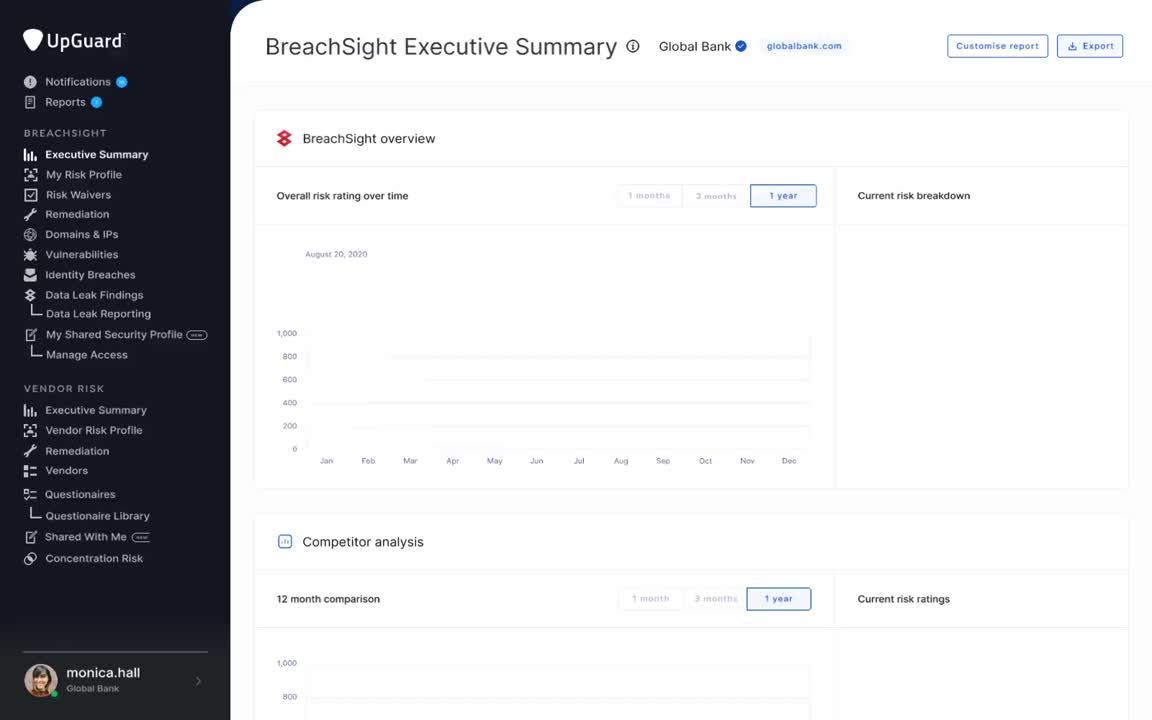 UpGuard
Notifications
Reports
BREACHSIGHT
Executive Summary
My Risk Profile
Risk Waivers
Remediation
Domains & IPs
Vulnerabilities
Identity Breaches
Data Leak Findings
Data Leak Reporting
My Shared Security Profile NEW
Manage Access
VENDOR RISK
Executive Summary
Vendor Risk Profile
Remediation
Vendors
Questionaires
Questionaire Library
Shared With Me NEW
Concentration Risk
monica.hall
Global Bank
BreachSight Executive Summary Global Bank globalbank.com Customise report Export
BreachSight overview
Overall risk rating over time 1 months 3 months 1 year Current risk breakdown
August 20, 2020
1,000
800
600
400
200
0
Jan Feb Mar Apr May Jun Jul Aug Sep Oct Nov Dec
Competitor analysis
12 month comparison 1 month 3 months 1 year Current risk ratings
1,000
800